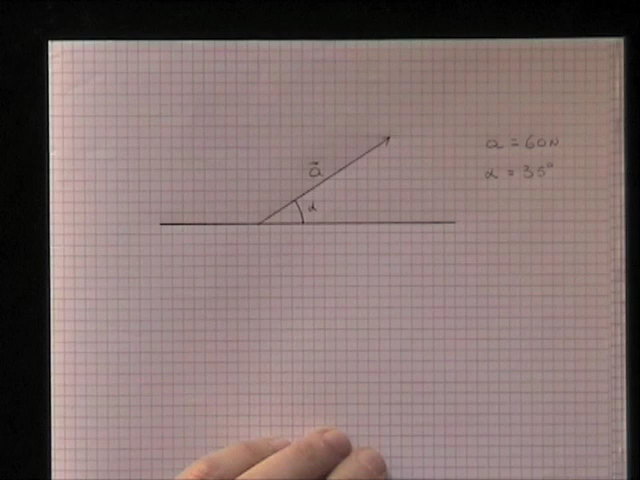 a⃗
α
a = 60N
α = 35°